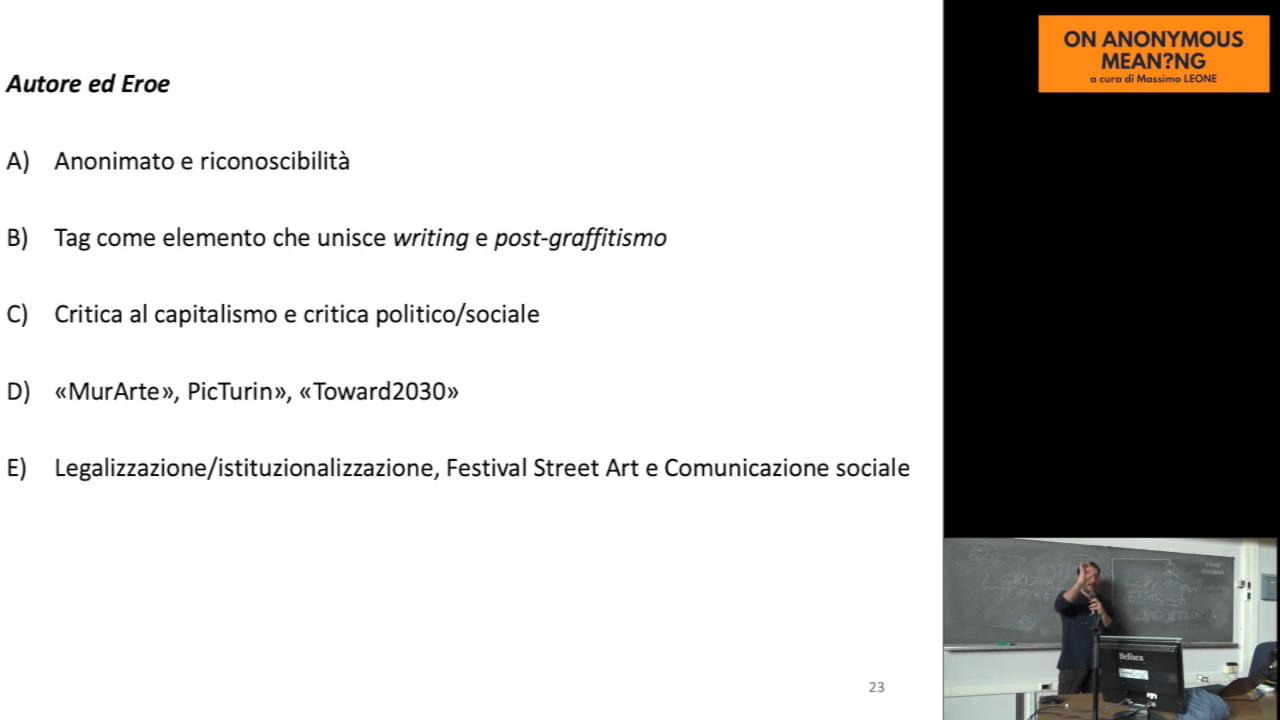 Autore ed Eroe
A) Anonimato e riconoscibilità
B) Tag come elemento che unisce writing e post-graffitismo
C) Critica al capitalismo e critica politico/sociale
D) «MurArte», PicTurin», «Toward2030»
E) Legalizzazione/istituzionalizzazione, Festival Street Art e Comunicazione sociale
23
ON ANONYMOUS
MEAN?NG
a cura di Massimo LEONE
Belinea